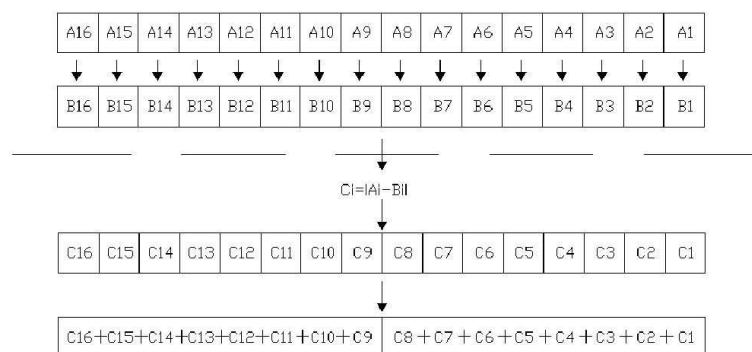 A16 A15 A14 A13 A12 A11 A10 A9 A8 A7 A6 A5 A4 A3 A2 A1
B16 B15 B14 B13 B12 B11 B10 B9 B8 B7 B6 B5 B4 B3 B2 B1
Ci=|Ai-Bi|
C16 C15 C14 C13 C12 C11 C10 C9 C8 C7 C6 C5 C4 C3 C2 C1
C16+C15+C14+C13+C12+C11+C10+C9 C8+C7+C6+C5+C4+C3+C2+C1